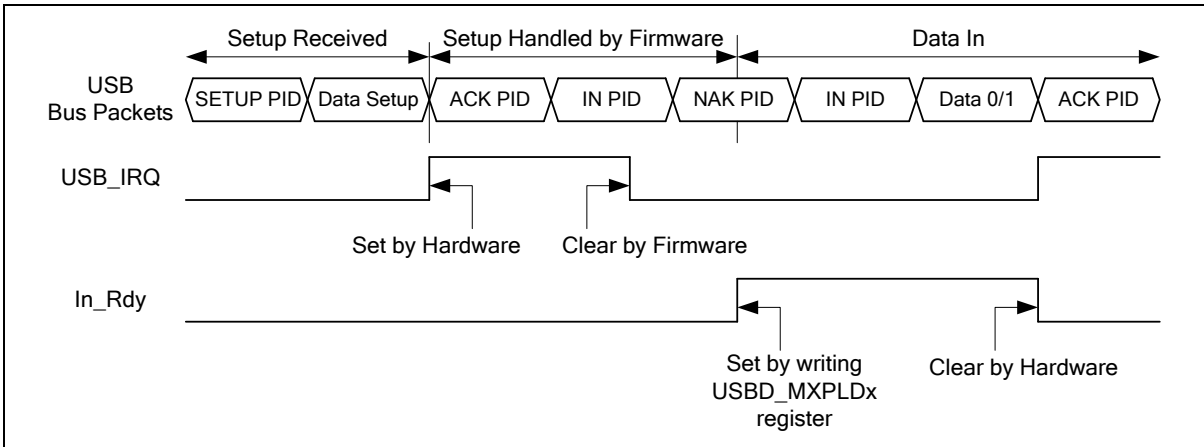 Setup Received
Setup Handled by Firmware
Data In
USB
Bus Packets
SETUP PID
Data Setup
ACK PID
IN PID
NAK PID
IN PID
Data 0/1
ACK PID
USB_IRQ
Set by Hardware
Clear by Firmware
In_Rdy
Set by writing
USBD_MXPLDx
register
Clear by Hardware